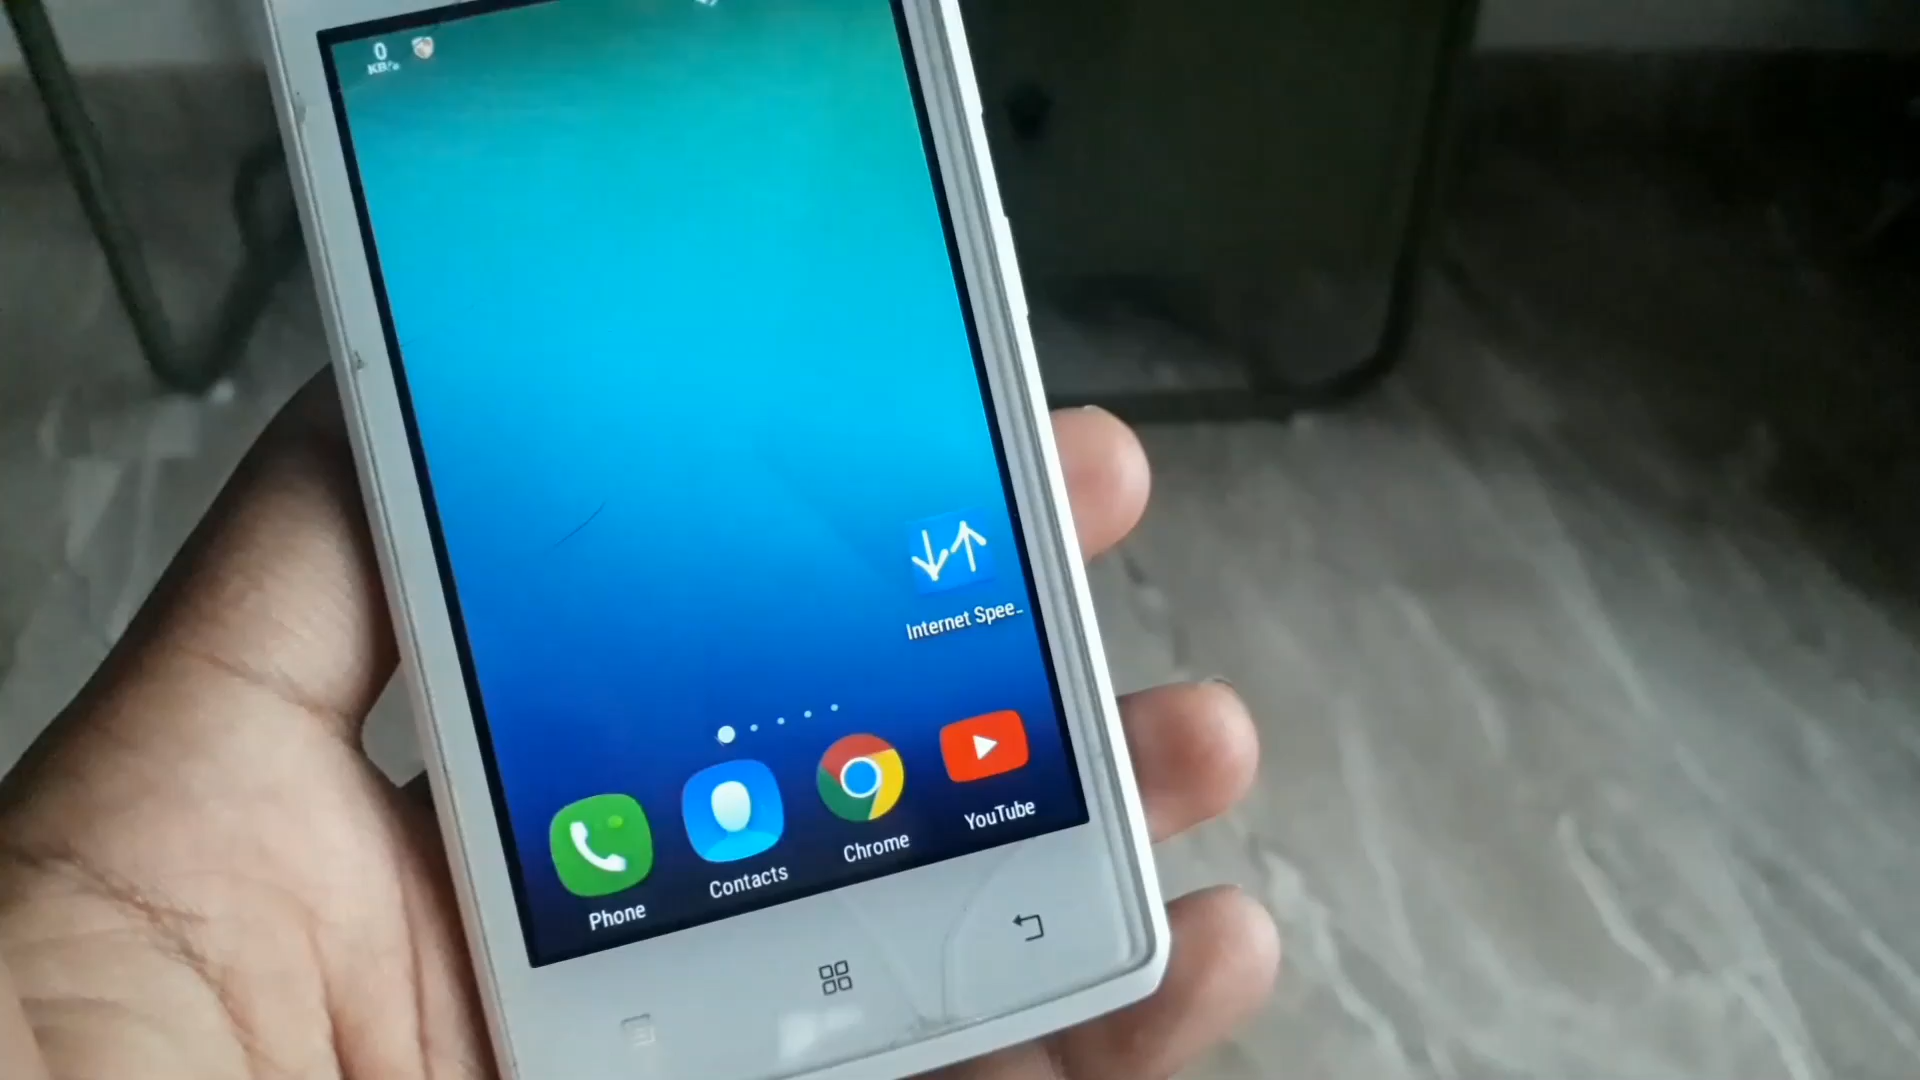 0
KB/s
Internet Spee...
YouTube
Chrome
Contacts
Phone